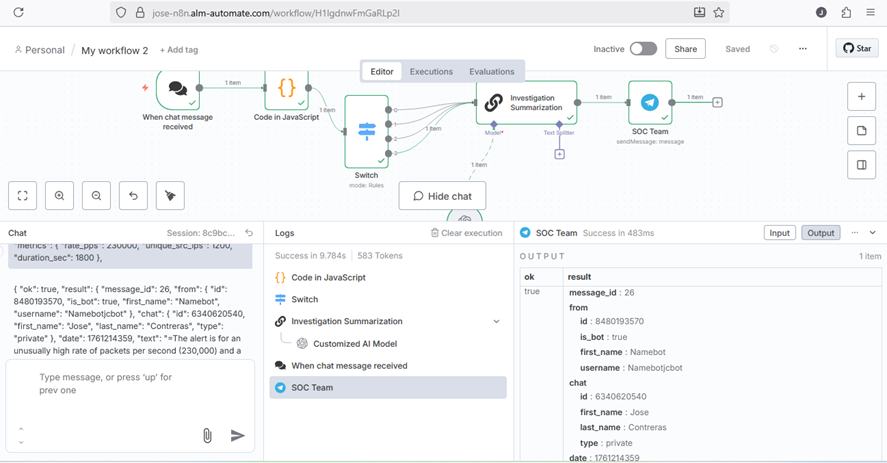 jose-n8n.alm-automate.com/workflow/H1IgdnwFmGaRLp2I
J
Personal / My workflow 2 + Add tag
Inactive Share Saved ... Star
Editor Executions Evaluations
When chat message received
1 item
{} Code in JavaScript
1 item
Switch
mode: Rules
0
1
2
3
1 item
Investigation Summarization
Model*
Text Splitter
1 item
1 item
SOC Team
sendMessage: message
1 item
Hide chat
Chat
Session: 8c9bc...
"metrics": { "rate_pps": 230000, "unique_src_ips": 1200,
"duration_sec": 1800 },
{ "ok": true, "result": { "message_id": 26, "from": { "id":
8480193570, "is_bot": true, "first_name": "Namebot",
"username": "Namebotjcbot" }, "chat": { "id": 6340620540,
"first_name": "Jose", "last_name": "Contreras", "type":
"private" }, "date": 1761214359, "text": "=The alert is for an
unusually high rate of packets per second (230,000) and a
Type message, or press 'up' for
prev one
Logs
Clear execution
Success in 9.784s | 583 Tokens
{} Code in JavaScript
Switch
Investigation Summarization
Customized AI Model
When chat message received
SOC Team
SOC Team Success in 483ms
Input Output ...
OUTPUT
1 item
ok result
true message_id : 26
from
id : 8480193570
is_bot : true
first_name : Namebot
username : Namebotjcbot
chat
id : 6340620540
first_name : Jose
last_name : Contreras
type : private
date : 1761214359